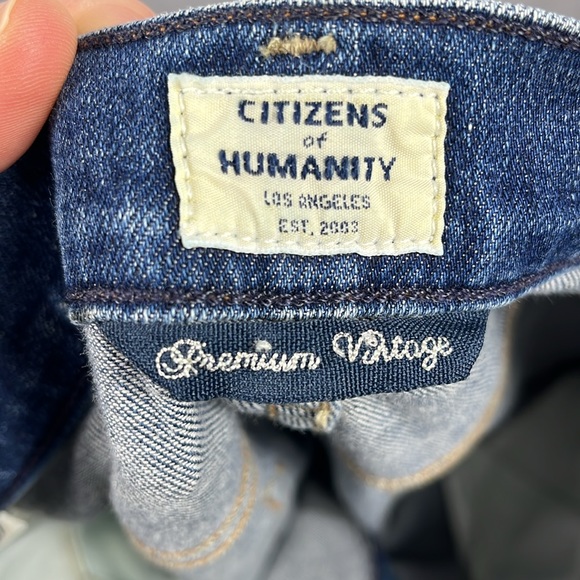 CITIZENS
of
HUMANITY
LOS ANGELES
EST. 2003
Premium Vintage